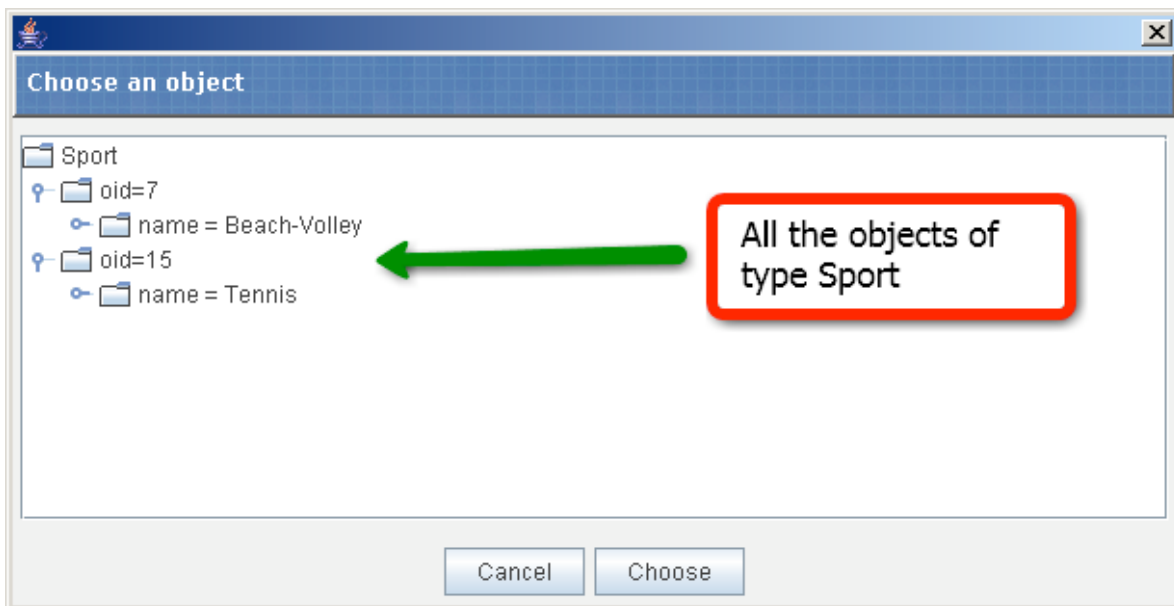 Choose an object
Sport
oid=7
name = Beach-Volley
oid=15
name = Tennis
All the objects of
type Sport
Cancel
Choose